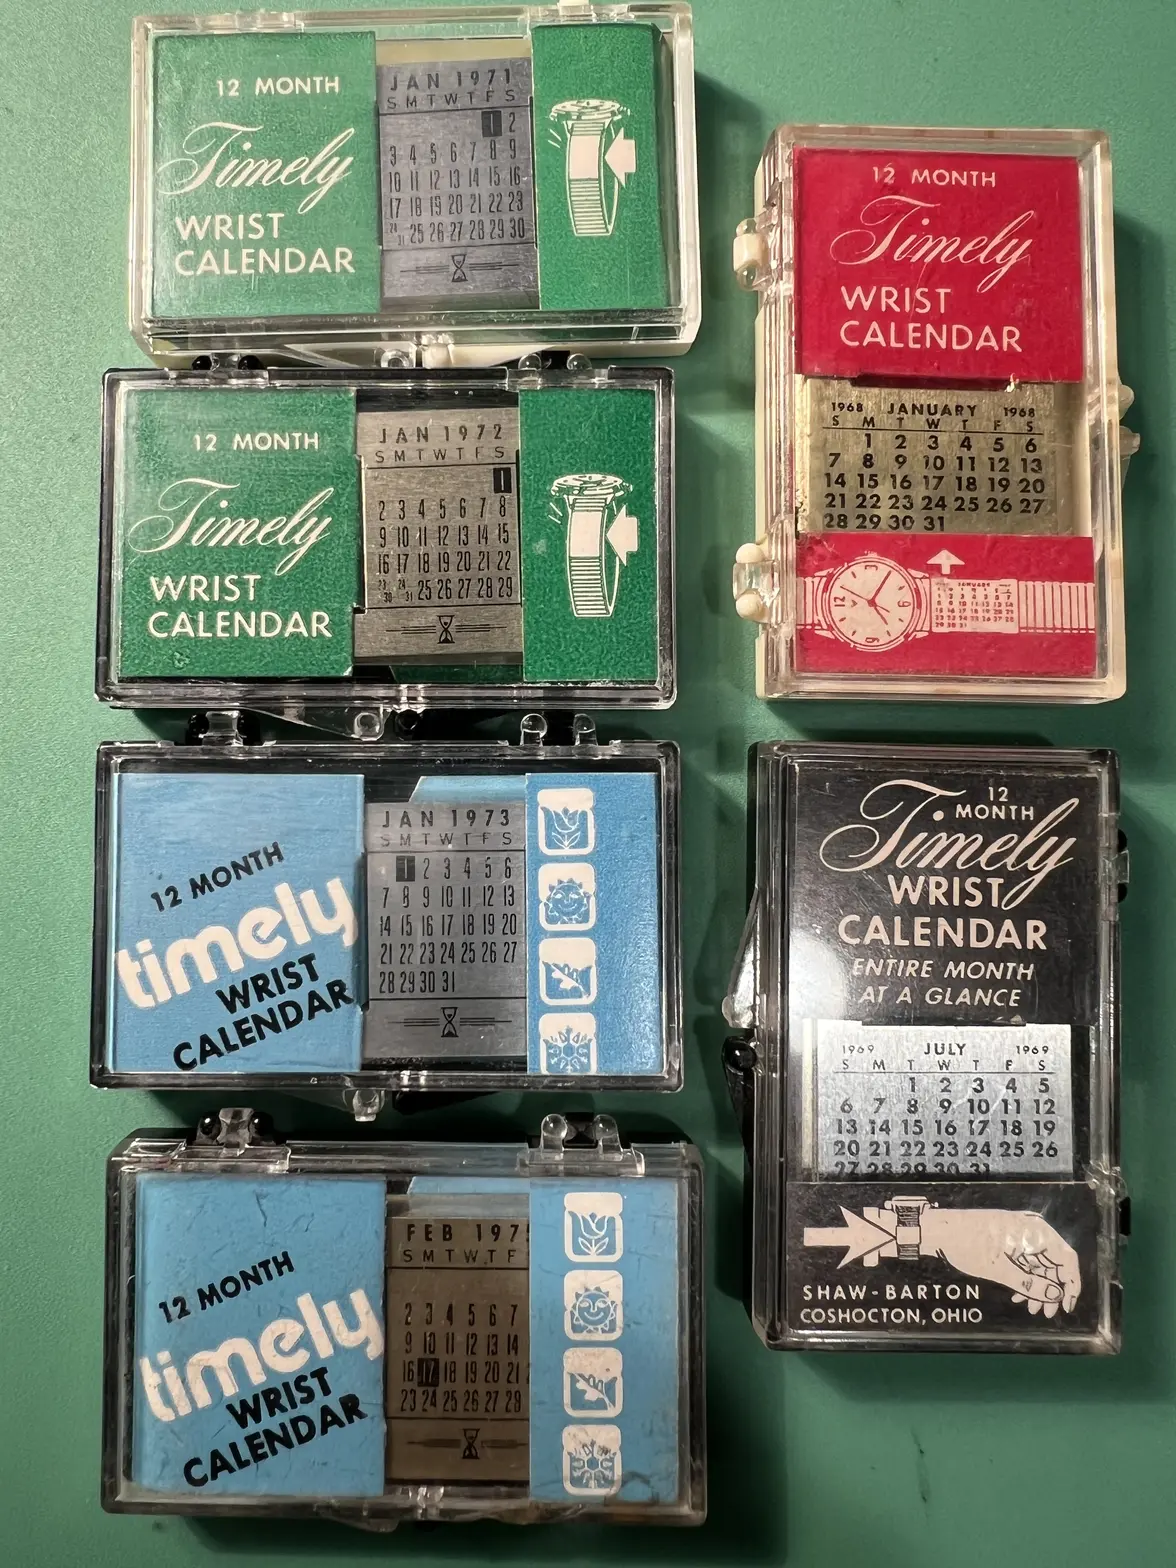 12 MONTH
Timely
WRIST
CALENDAR
JAN 1971
S M T W T F S
1 2
3 4 5 6 7 8 9
10 11 12 13 14 15 16
17 18 19 20 21 22 23
24/31 25 26 27 28 29 30
12 MONTH
Timely
WRIST
CALENDAR
JAN 1972
S M T W T F S
1
2 3 4 5 6 7 8
9 10 11 12 13 14 15
16 17 18 19 20 21 22
23/30 24/31 25 26 27 28 29
12 MONTH
timely
WRIST
CALENDAR
JAN 1973
S M T W T F S
1 2 3 4 5 6
7 8 9 10 11 12 13
14 15 16 17 18 19 20
21 22 23 24 25 26 27
28 29 30 31
12 MONTH
timely
WRIST
CALENDAR
FEB 197
S M T W T F
2 3 4 5 6 7
9 10 11 12 13 14
16 17 18 19 20 21
23 24 25 26 27 28
12 MONTH
Timely
WRIST
CALENDAR
1968 JANUARY 1968
S M T W T F S
1 2 3 4 5 6
7 8 9 10 11 12 13
14 15 16 17 18 19 20
21 22 23 24 25 26 27
28 29 30 31
12
MONTH
Timely
WRIST
CALENDAR
ENTIRE MONTH
AT A GLANCE
1969 JULY 1969
S M T W T F S
1 2 3 4 5
6 7 8 9 10 11 12
13 14 15 16 17 18 19
20 21 22 23 24 25 26
27 28 29 30 31
SHAW-BARTON
COSHOCTON, OHIO